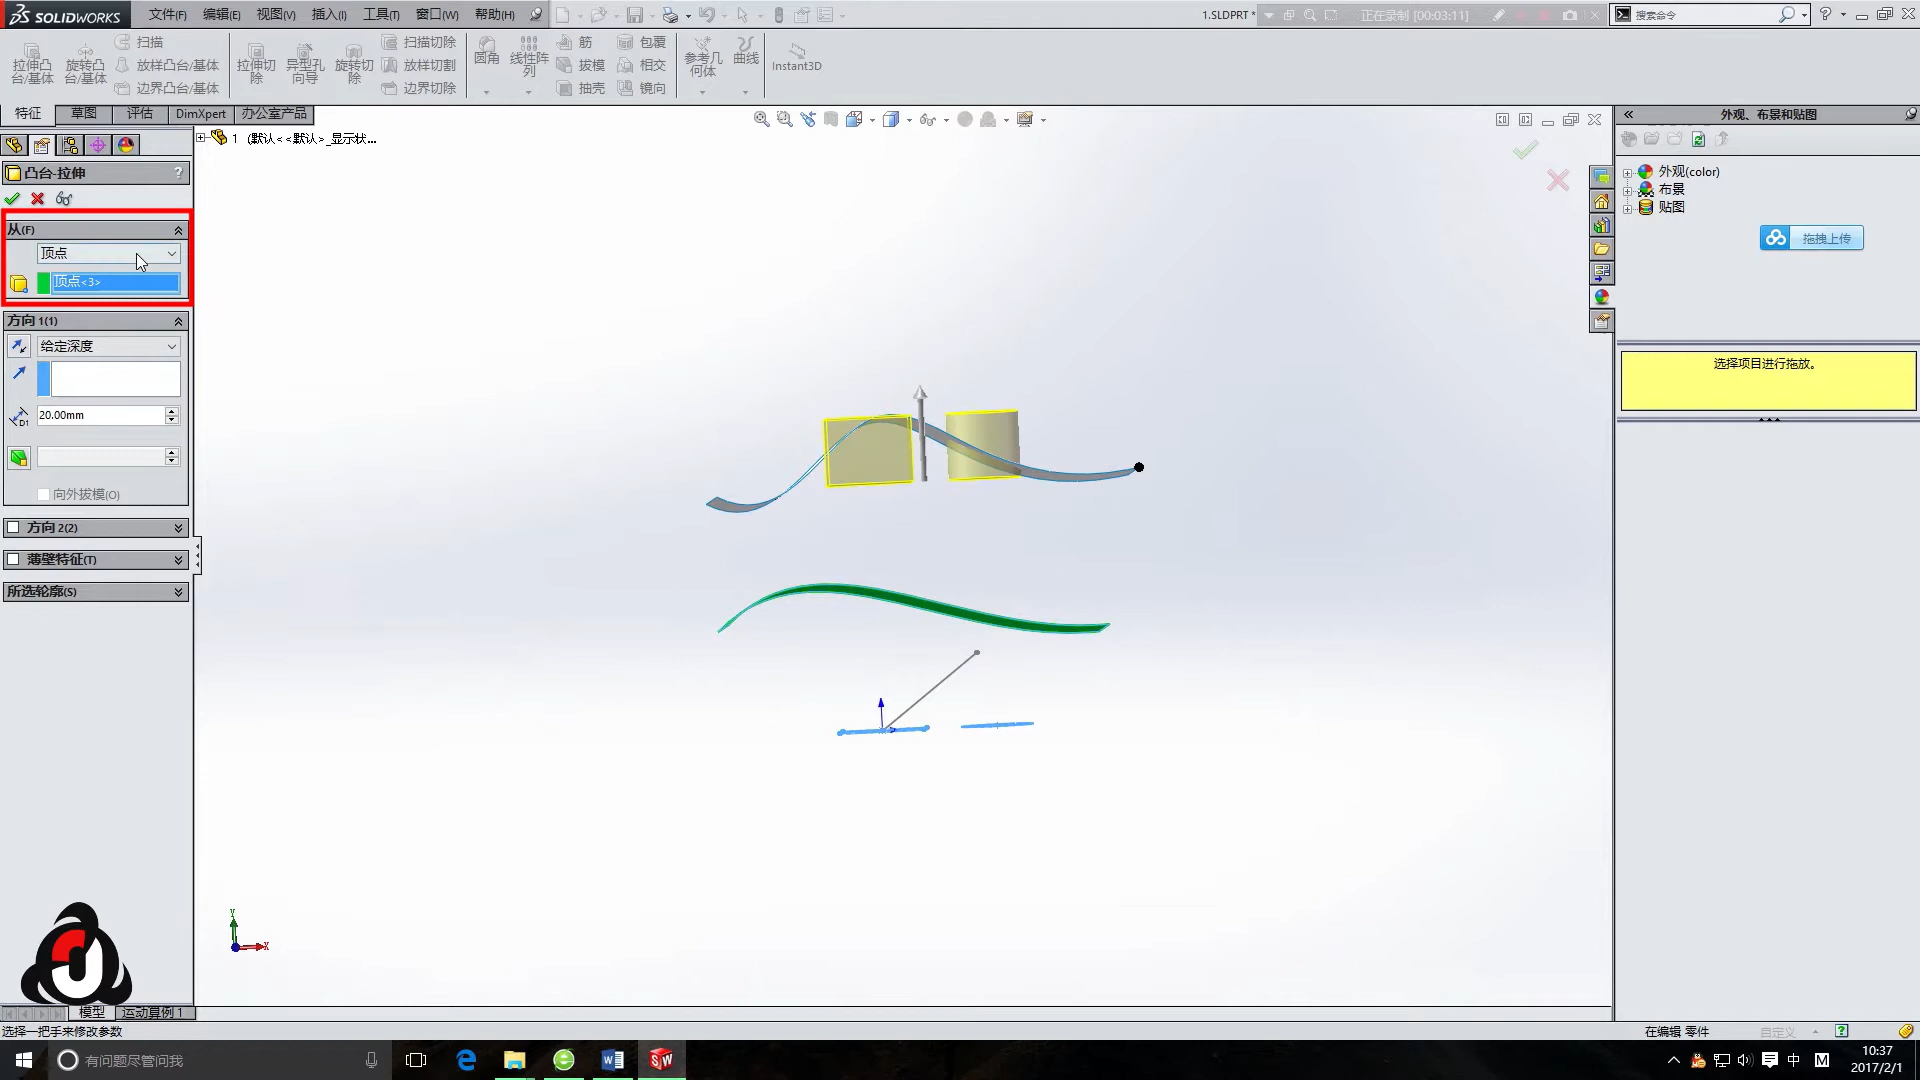 SOLIDWORKS
文件(F) 编辑(E) 视图(V) 插入(I) 工具(T) 窗口(W) 帮助(H)
1.SLDPRT *
正在录制 [00:03:11]
搜索命令
拉伸凸台/基体
旋转凸台/基体
扫描
放样凸台/基体
边界凸台/基体
拉伸切除
异型孔向导
旋转切除
扫描切除
放样切割
边界切除
圆角
线性阵列
筋
拔模
抽壳
包覆
相交
镜向
参考几何体
曲线
Instant3D
特征 草图 评估 DimXpert 办公室产品
1 (默认<<默认>_显示状...
凸台-拉伸
?
从(F)
顶点
顶点<3>
方向 1(1)
给定深度
D1
20.00mm
向外拔模(O)
方向 2(2)
薄壁特征(T)
所选轮廓(S)
外观、布景和贴图
外观(color)
布景
贴图
拖拽上传
选择项目进行拖放。
Y
X
模型 运动算例 1
选择一把手来修改参数
在编辑 零件
自定义
有问题尽管问我
中
M
10:37
2017/2/1